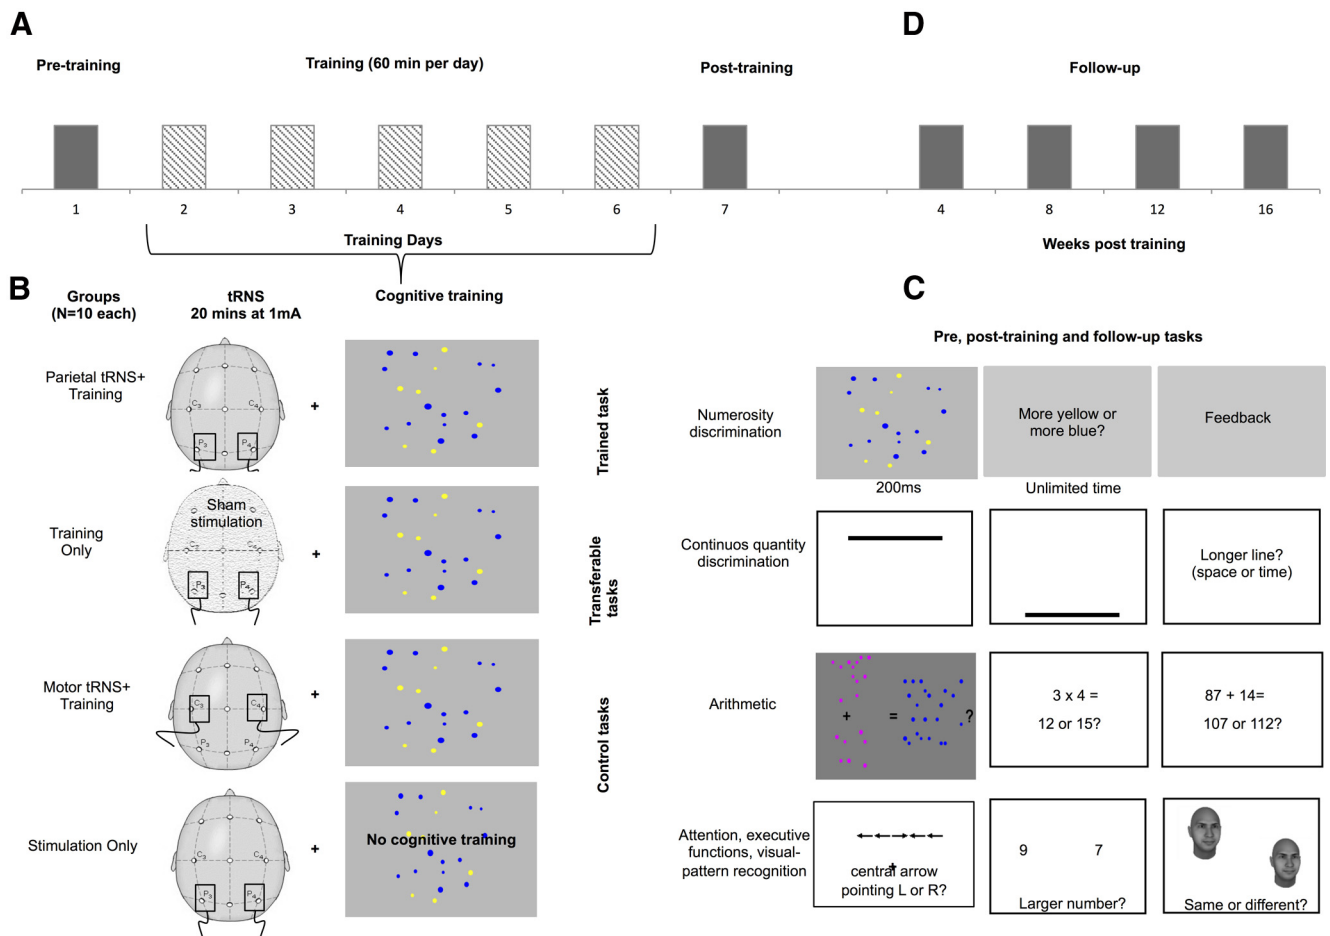 A
D
Pre-training
Training (60 min per day)
Post-training
Follow-up
1
2
3
4
5
6
7
4
8
12
16
Training Days
Weeks post training
B
Groups
(N=10 each)
tRNS
20 mins at 1mA
Cognitive training
C
Pre, post-training and follow-up tasks
Parietal tRNS+
Training
C3
C4
P3
P4
+
Training
Only
Sham
stimulation
P3
P4
+
Motor tRNS+
Training
C3
C4
P3
P4
+
Stimulation Only
C3
C4
P3
P4
+
No cognitive training
Trained task
Transferable
tasks
Control tasks
Numerosity
discrimination
200ms
More yellow or
more blue?
Unlimited time
Feedback
Continuos quantity
discrimination
Longer line?
(space or time)
Arithmetic
+
=
?
3 x 4 =
12 or 15?
87 + 14=
107 or 112?
Attention, executive
functions, visual-
pattern recognition
+
central arrow
pointing L or R?
9
7
Larger number?
Same or different?